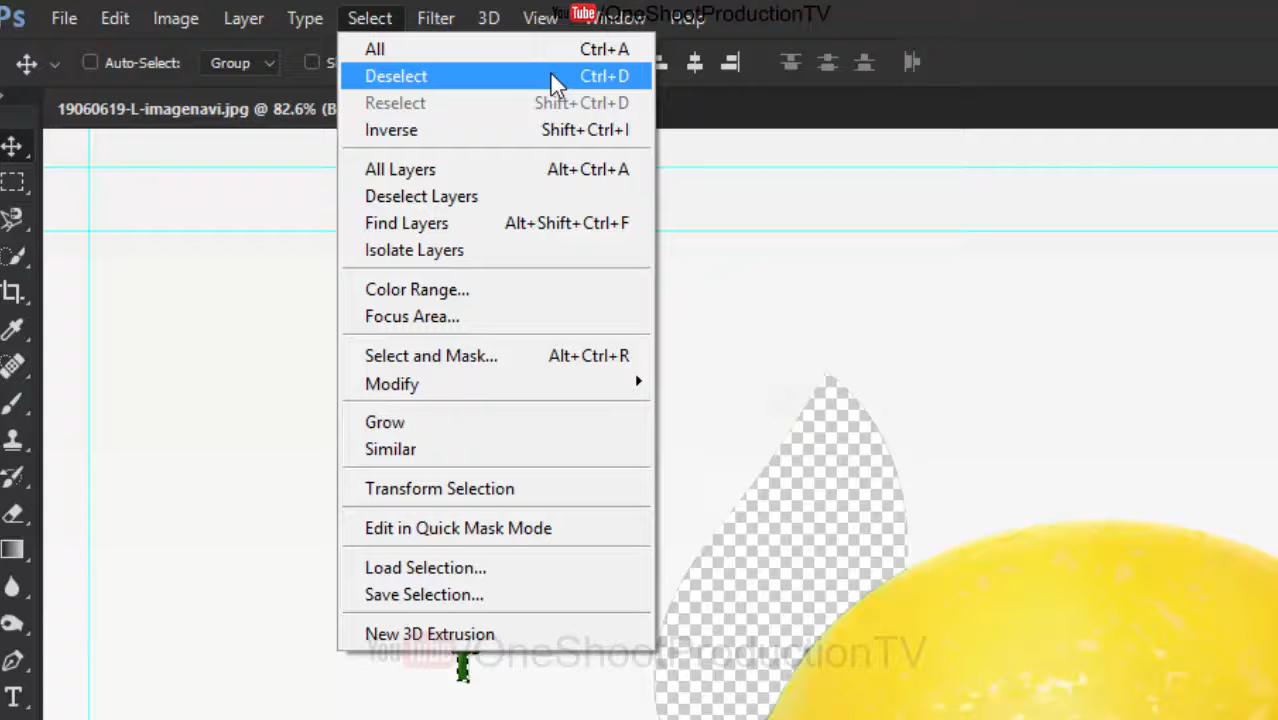 Ps File Edit Image Layer Type Select Filter 3D View Window Help
YouTube/OneShootProductionTV
Auto-Select: Group S
19060619-L-imagenavi.jpg @ 82.6% (B
All Ctrl+A
Deselect Ctrl+D
Reselect Shift+Ctrl+D
Inverse Shift+Ctrl+I
All Layers Alt+Ctrl+A
Deselect Layers
Find Layers Alt+Shift+Ctrl+F
Isolate Layers
Color Range...
Focus Area...
Select and Mask... Alt+Ctrl+R
Modify
Grow
Similar
Transform Selection
Edit in Quick Mask Mode
Load Selection...
Save Selection...
New 3D Extrusion
YouTube/OneShootProductionTV
T